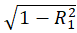 √(1 − R₁²)